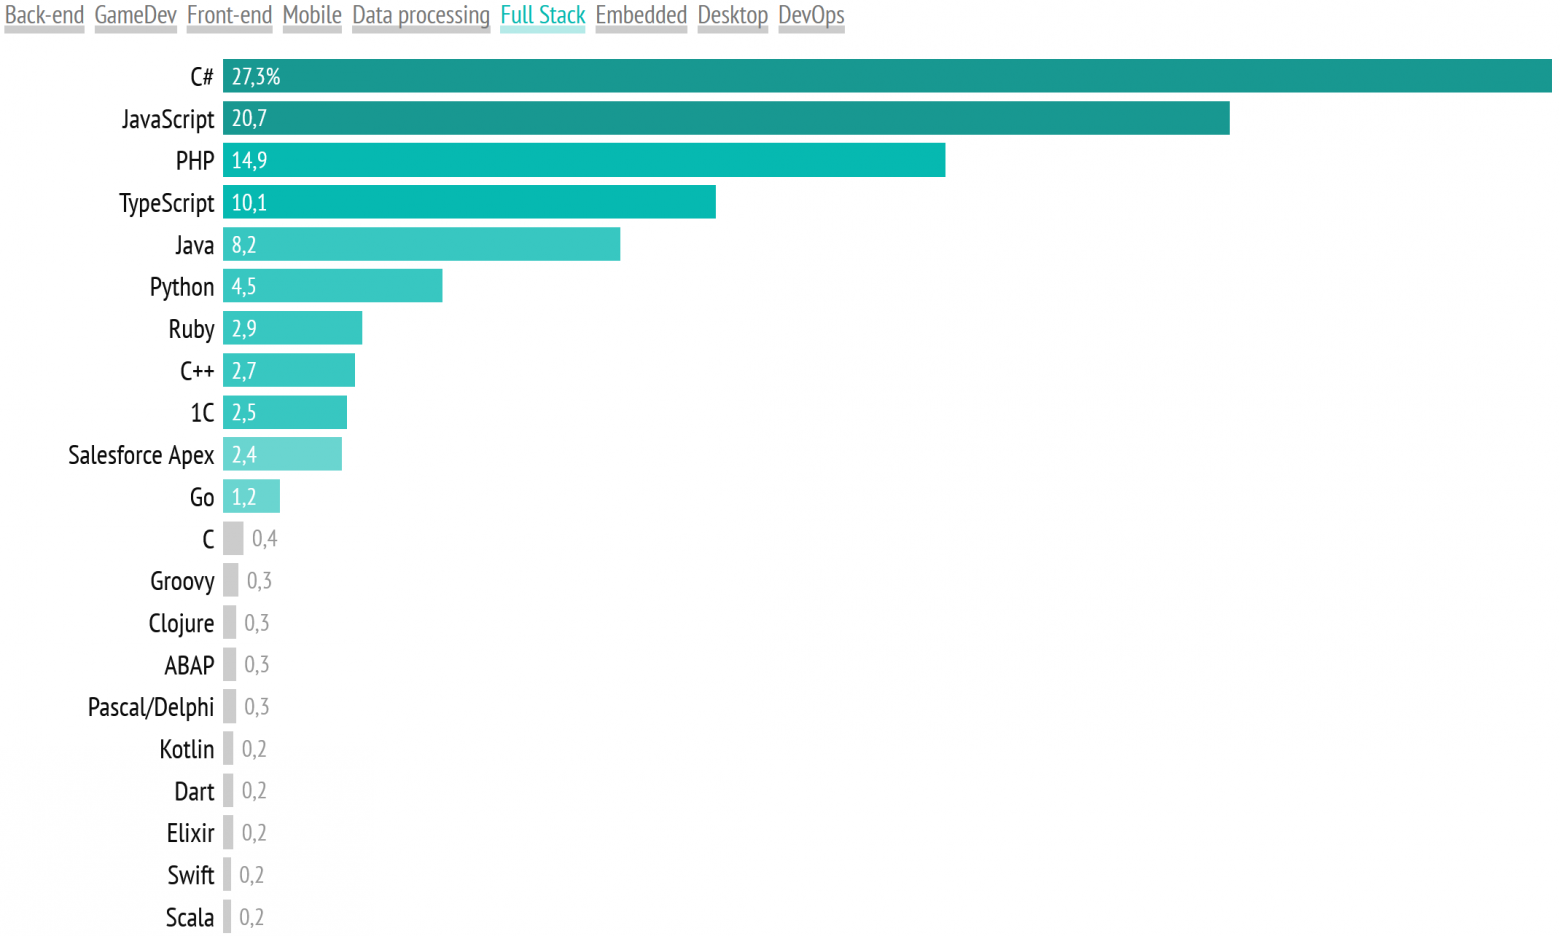 Back-end GameDev Front-end Mobile Data processing Full Stack Embedded Desktop DevOps
C# 27,3%
JavaScript 20,7
PHP 14,9
TypeScript 10,1
Java 8,2
Python 4,5
Ruby 2,9
C++ 2,7
1C 2,5
Salesforce Apex 2,4
Go 1,2
C 0,4
Groovy 0,3
Clojure 0,3
ABAP 0,3
Pascal/Delphi 0,3
Kotlin 0,2
Dart 0,2
Elixir 0,2
Swift 0,2
Scala 0,2